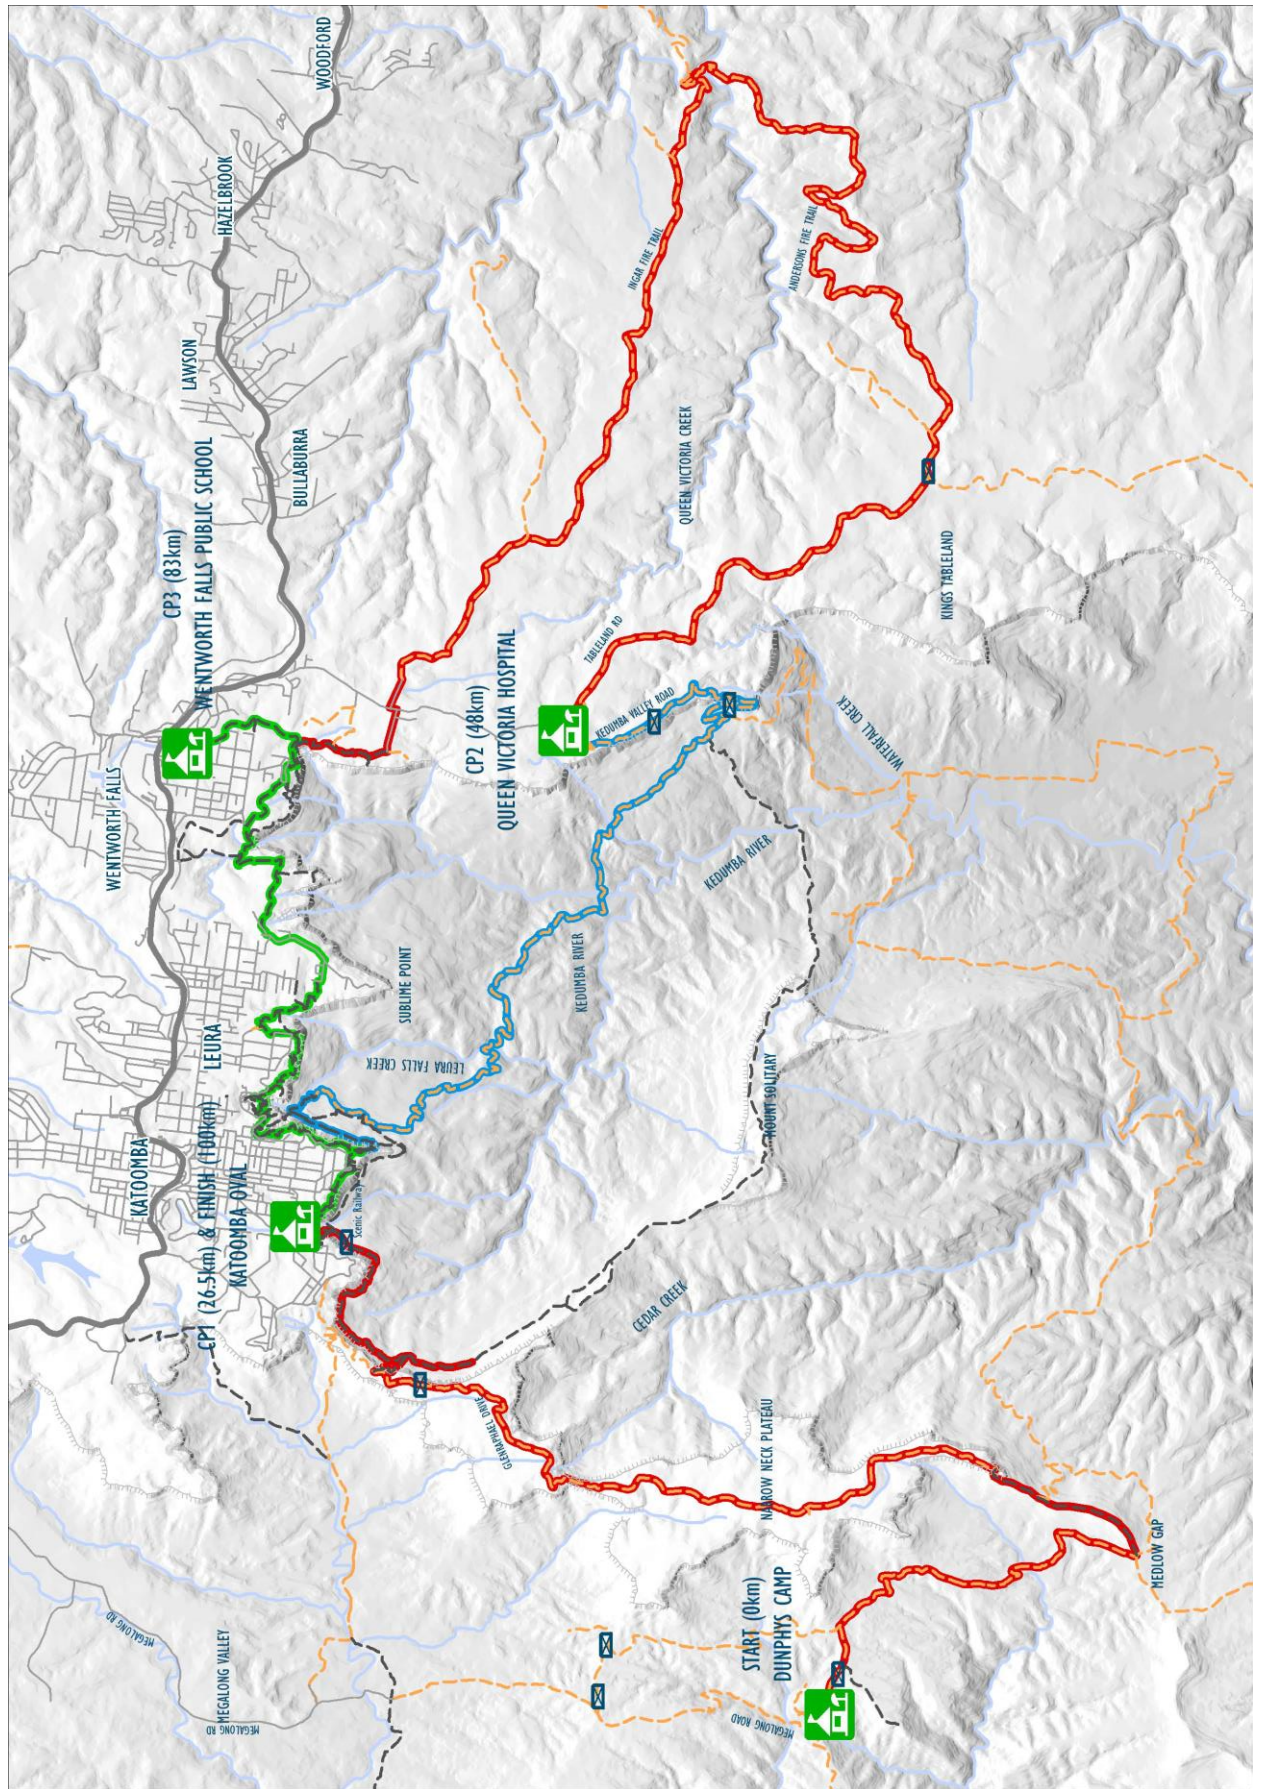 MEGALONG RD
MEGALONG VALLEY
MEGALONG RD
MEGALONG RD
KATOOMBA
WENTWORTH FALLS
CP3 (83km)
WENTWORTH FALLS PUBLIC SCHOOL
LAWSON
HAZELBROOK
WOODFORD
BULLABURRA
LEURA
CP1 (26.5km) & FINISH (100km)
KATOOMBA OVAL
Scenic Railway
SUBLIME POINT
LEURA FALLS CREEK
CP2 (48km)
QUEEN VICTORIA HOSPITAL
GLENRAPHAEL DRIVE
KEDUMBA RIVER
TABLELAND RD
INGAR FIRE TRAIL
CEDAR CREEK
KEDUMBA VALLEY ROAD
QUEEN VICTORIA CREEK
KEDUMBA RIVER
START (0km)
DUNPHYS CAMP
MEGALONG ROAD
NARROW NECK PLATEAU
MOUNT SOLITARY
ANDERSONS FIRE TRAIL
WATERFALL CREEK
KINGS TABLELAND
MEDLOW GAP